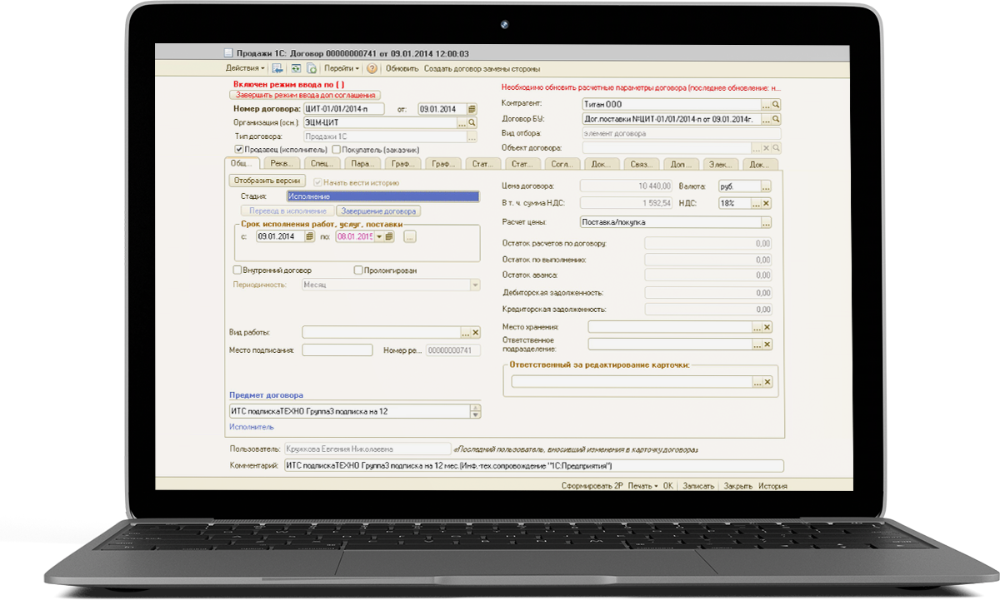 Продажи 1С: Договор 00000000741 от 09.01.2014 12:00:03
Действия Перейти Обновить Создать договор замены стороны
Включен режим ввода по ( )
Завершить режим ввода доп соглашения
Номер договора: ЦИТ-01/01/2014-п от: 09.01.2014
Организация (осн.): ЭЦМ-ЦИТ
Тип договора: Продажи 1С
Продавец (исполнитель) Покупатель (заказчик)
Необходимо обновить расчетные параметры договора (последнее обновление: н...
Контрагент: Титан ООО
Договор БУ: Дог.поставки №ЦИТ-01/01/2014-п от 09.01.2014г.
Вид отбора: элемент договора
Объект договора:
Общ... Рекв... Спец... Пара... Граф... Граф... Стат... Стат... Согл... Док... Связ... Доп... Элек... Док...
Отобразить версии Начать вести историю
Стадия: Исполнение
Перевод в исполнение Завершение договора
Срок исполнения работ, услуг, поставки
с: 09.01.2014 по: 08.01.2015 ...
Внутренний договор Пролонгирован
Периодичность: Месяц
Вид работы:
Место подписания: Номер ре... 00000000741
Предмет договора
ИТС подпискаТЕХНО Группа3 подписка на 12
Исполнитель
Цена договора: 10 440,00 Валюта: руб.
В т. ч. сумма НДС: 1 592,54 НДС: 18%
Расчет цены: Поставка/покупка
Остаток расчетов по договору: 0,00
Остаток по выполнению: 0,00
Остаток аванса: 0,00
Дебиторская задолженность: 0,00
Кредиторская задолженность: 0,00
Место хранения:
Ответственное
подразделение:
Ответственный за редактирование карточки:
Пользователь: Кружкова Евгения Николаевна «Последний пользователь, вносивший изменения в карточку договора»
Комментарий: ИТС подпискаТЕХНО Группа3 подписка на 12 мес.(Инф.-тех.сопровождение "1С:Предприятия")
Сформировать 2Р Печать ОК Записать Закрыть История